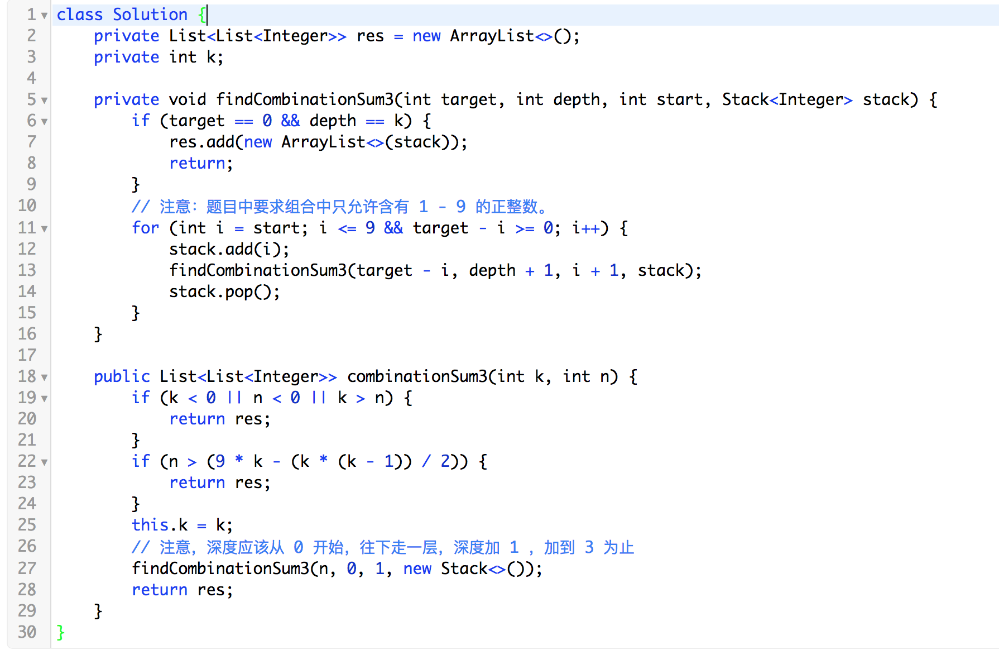 1 class Solution {
2     private List<List<Integer>> res = new ArrayList<>();
3     private int k;
4
5     private void findCombinationSum3(int target, int depth, int start, Stack<Integer> stack) {
6         if (target == 0 && depth == k) {
7             res.add(new ArrayList<>(stack));
8             return;
9         }
10         // 注意：题目中要求组合中只允许含有 1 - 9 的正整数。
11         for (int i = start; i <= 9 && target - i >= 0; i++) {
12             stack.add(i);
13             findCombinationSum3(target - i, depth + 1, i + 1, stack);
14             stack.pop();
15         }
16     }
17
18     public List<List<Integer>> combinationSum3(int k, int n) {
19         if (k < 0 || n < 0 || k > n) {
20             return res;
21         }
22         if (n > (9 * k - (k * (k - 1)) / 2)) {
23             return res;
24         }
25         this.k = k;
26         // 注意，深度应该从 0 开始，往下走一层，深度加 1 ，加到 3 为止
27         findCombinationSum3(n, 0, 1, new Stack<>());
28         return res;
29     }
30 }